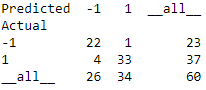 Predicted -1 1 __all__
Actual
-1 22 1 23
1 4 33 37
__all__ 26 34 60